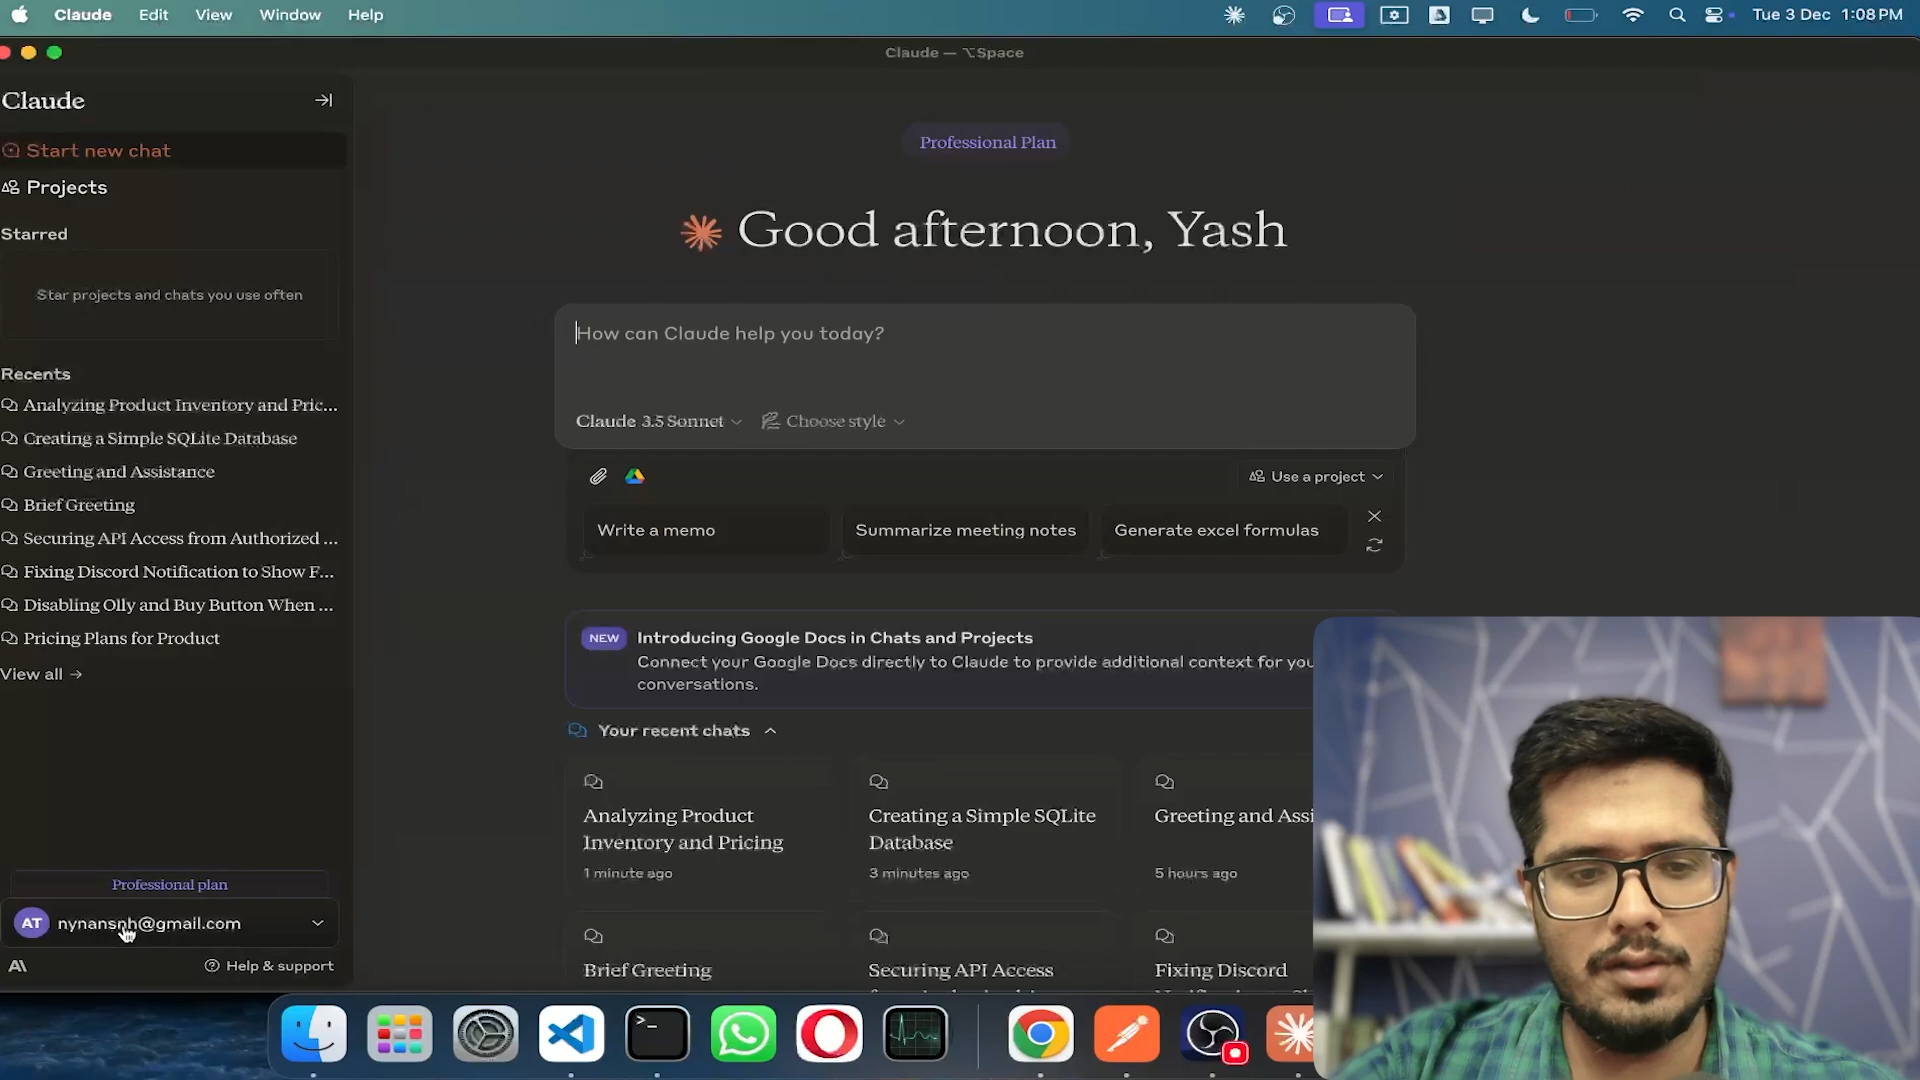 Claude Edit View Window Help Tue 3 Dec 1:08 PM
Claude — ⌥Space
Claude
Start new chat
Projects
Starred
Star projects and chats you use often
Recents
Analyzing Product Inventory and Pric...
Creating a Simple SQLite Database
Greeting and Assistance
Brief Greeting
Securing API Access from Authorized ...
Fixing Discord Notification to Show F...
Disabling Olly and Buy Button When ...
Pricing Plans for Product
View all →
Professional plan
AT nynansnh@gmail.com
Help & support
Professional Plan
Good afternoon, Yash
How can Claude help you today?
Claude 3.5 Sonnet Choose style
Use a project
Write a memo Summarize meeting notes Generate excel formulas
NEW Introducing Google Docs in Chats and Projects
Connect your Google Docs directly to Claude to provide additional context for you
conversations.
Your recent chats
Analyzing Product
Inventory and Pricing
1 minute ago
Creating a Simple SQLite
Database
3 minutes ago
Greeting and Assi
5 hours ago
Brief Greeting
Securing API Access
Fixing Discord